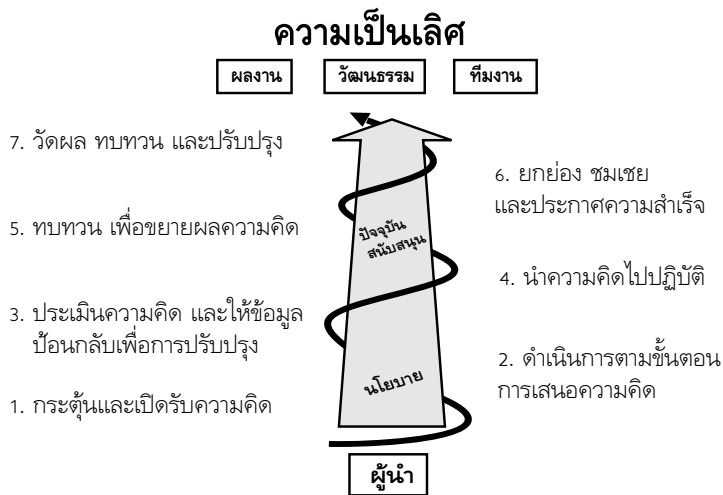 ความเป็นเลิศ
ผลงาน
วัฒนธรรม
ทีมงาน
7. วัดผล ทบทวน และปรับปรุง
6. ยกย่อง ชมเชย
และประกาศความสำเร็จ
5. ทบทวน เพื่อขยายผลความคิด
ปัจจุบัน
สนับสนุน
4. นำความคิดไปปฏิบัติ
3. ประเมินความคิด และให้ข้อมูล
ป้อนกลับเพื่อการปรับปรุง
2. ดำเนินการตามขั้นตอน
การเสนอความคิด
นโยบาย
1. กระตุ้นและเปิดรับความคิด
ผู้นำ